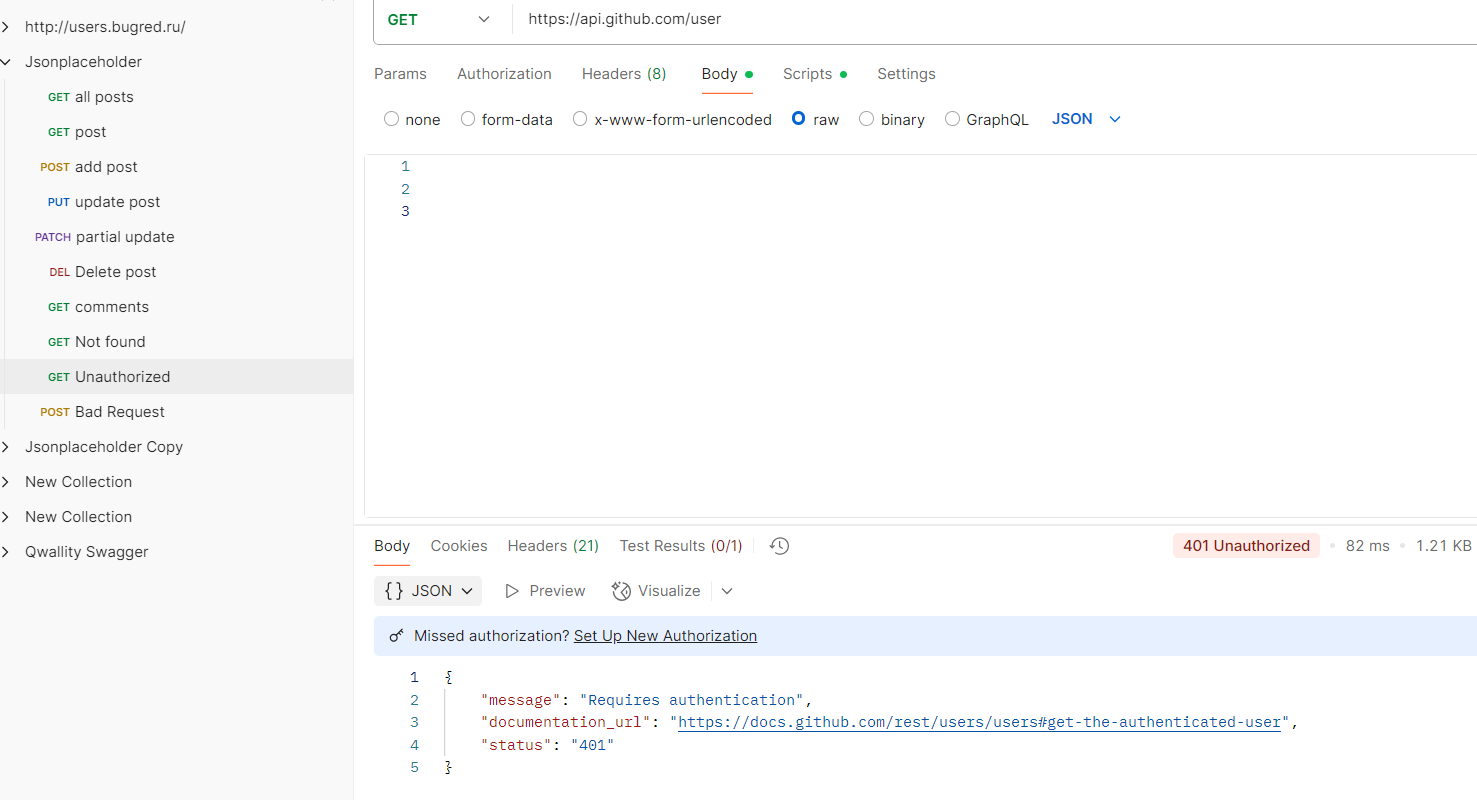 http://users.bugred.ru/
Jsonplaceholder
GET all posts
GET post
POST add post
PUT update post
PATCH partial update
DEL Delete post
GET comments
GET Not found
GET Unauthorized
POST Bad Request
Jsonplaceholder Copy
New Collection
New Collection
Qwallity Swagger
GET https://api.github.com/user
Params Authorization Headers (8) Body Scripts Settings
none form-data x-www-form-urlencoded raw binary GraphQL JSON
1
2
3
Body Cookies Headers (21) Test Results (0/1) 401 Unauthorized • 82 ms • 1.21 KB
{} JSON Preview Visualize
Missed authorization? Set Up New Authorization
1 {
2 "message": "Requires authentication",
3 "documentation_url": "https://docs.github.com/rest/users/users#get-the-authenticated-user",
4 "status": "401"
5 }